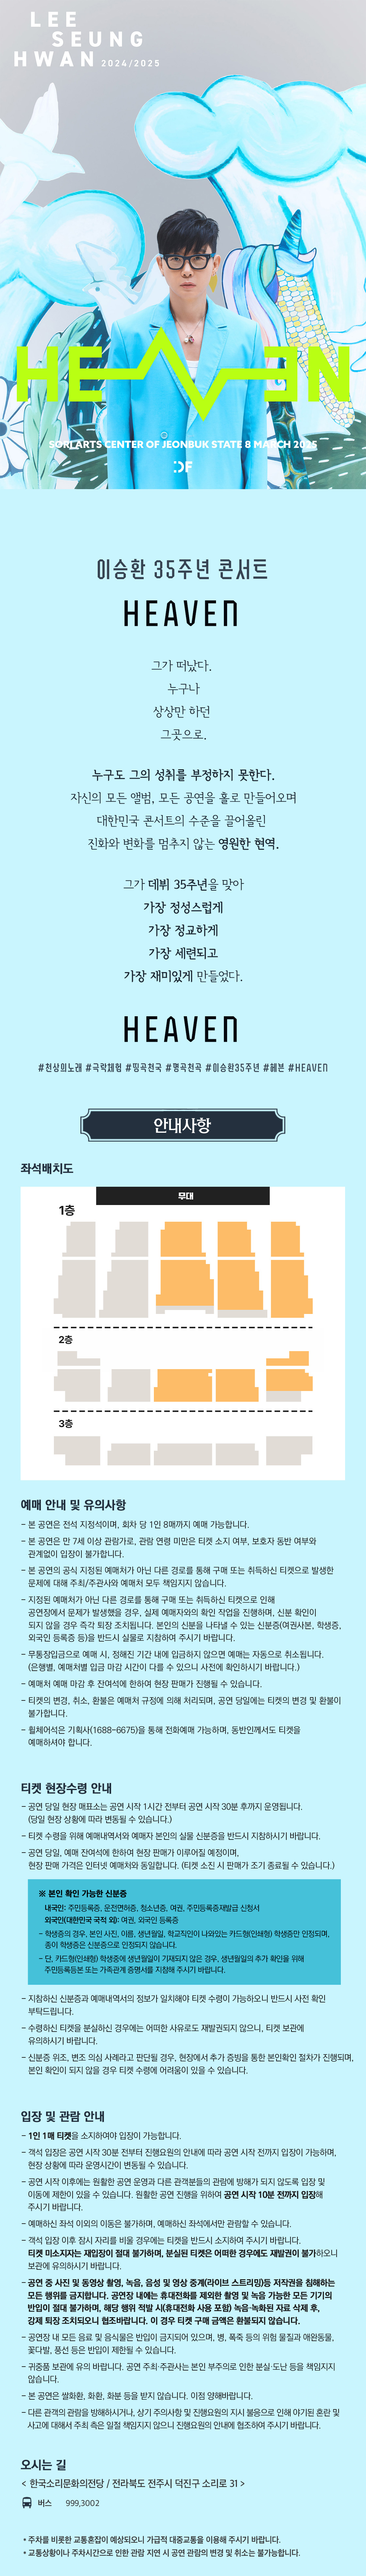 LEE
SEUNG
HWAN 2024/2025
HEAVEN
SORI ARTS CENTER OF JEONBUK STATE 8 MARCH 2025
이승환 35주년 콘서트
HEAVEN
그가 떠났다.
누구나
상상만 하던
그곳으로.
누구도 그의 성취를 부정하지 못한다.
자신의 모든 앨범, 모든 공연을 홀로 만들어오며
대한민국 콘서트의 수준을 끌어올린
진화와 변화를 멈추지 않는 영원한 현역.
그가 데뷔 35주년을 맞아
가장 정성스럽게
가장 정교하게
가장 세련되고
가장 재미있게 만들었다.
HEAVEN
#천상의노래 #극락체험 #띵곡천국 #명곡천곡 #이승환35주년 #헤븐 #HEAVEN
안내사항
좌석배치도
무대
1층
2층
3층
예매 안내 및 유의사항
- 본 공연은 전석 지정석이며, 회차 당 1인 8매까지 예매 가능합니다.
- 본 공연은 만 7세 이상 관람가로, 관람 연령 미만은 티켓 소지 여부, 보호자 동반 여부와
관계없이 입장이 불가합니다.
- 본 공연의 공식 지정된 예매처가 아닌 다른 경로를 통해 구매 또는 취득하신 티켓으로 발생한
문제에 대해 주최/주관사와 예매처 모두 책임지지 않습니다.
- 지정된 예매처가 아닌 다른 경로를 통해 구매 또는 취득하신 티켓으로 인해
공연장에서 문제가 발생했을 경우, 실제 예매자와의 확인 작업을 진행하며, 신분 확인이
되지 않을 경우 즉각 퇴장 조치됩니다. 본인의 신분을 나타낼 수 있는 신분증(여권사본, 학생증,
외국인 등록증 등)을 반드시 실물로 지참하여 주시기 바랍니다.
- 무통장입금으로 예매 시, 정해진 기간 내에 입금하지 않으면 예매는 자동으로 취소됩니다.
(은행별, 예매처별 입금 마감 시간이 다를 수 있으니 사전에 확인하시기 바랍니다.)
- 예매처 예매 마감 후 잔여석에 한하여 현장 판매가 진행될 수 있습니다.
- 티켓의 변경, 취소, 환불은 예매처 규정에 의해 처리되며, 공연 당일에는 티켓의 변경 및 환불이
불가합니다.
- 휠체어석은 기획사(1688-6675)을 통해 전화예매 가능하며, 동반인께서도 티켓을
예매하셔야 합니다.
티켓 현장수령 안내
- 공연 당일 현장 매표소는 공연 시작 1시간 전부터 공연 시작 30분 후까지 운영됩니다.
(당일 현장 상황에 따라 변동될 수 있습니다.)
- 티켓 수령을 위해 예매내역서와 예매자 본인의 실물 신분증을 반드시 지참하시기 바랍니다.
- 공연 당일, 예매 잔여석에 한하여 현장 판매가 이루어질 예정이며,
현장 판매 가격은 인터넷 예매처와 동일합니다. (티켓 소진 시 판매가 조기 종료될 수 있습니다.)
※ 본인 확인 가능한 신분증
내국인: 주민등록증, 운전면허증, 청소년증, 여권, 주민등록증재발급 신청서
외국인(대한민국 국적 외): 여권, 외국인 등록증
- 학생증의 경우, 본인 사진, 이름, 생년월일, 학교직인이 나와있는 카드형(인쇄형) 학생증만 인정되며,
종이 학생증은 신분증으로 인정되지 않습니다.
- 단, 카드형(인쇄형) 학생증에 생년월일이 기재되지 않은 경우, 생년월일의 추가 확인을 위해
주민등록등본 또는 가족관계 증명서를 지참해 주시기 바랍니다.
- 지참하신 신분증과 예매내역서의 정보가 일치해야 티켓 수령이 가능하오니 반드시 사전 확인
부탁드립니다.
- 수령하신 티켓을 분실하신 경우에는 어떠한 사유로도 재발권되지 않으니, 티켓 보관에
유의하시기 바랍니다.
- 신분증 위조, 변조 의심 사례라고 판단될 경우, 현장에서 추가 증빙을 통한 본인확인 절차가 진행되며,
본인 확인이 되지 않을 경우 티켓 수령에 어려움이 있을 수 있습니다.
입장 및 관람 안내
- 1인 1매 티켓을 소지하여야 입장이 가능합니다.
- 객석 입장은 공연 시작 30분 전부터 진행요원의 안내에 따라 공연 시작 전까지 입장이 가능하며,
현장 상황에 따라 운영시간이 변동될 수 있습니다.
- 공연 시작 이후에는 원활한 공연 운영과 다른 관객분들의 관람에 방해가 되지 않도록 입장 및
이동에 제한이 있을 수 있습니다. 원활한 공연 진행을 위하여 공연 시작 10분 전까지 입장해
주시기 바랍니다.
- 예매하신 좌석 이외의 이동은 불가하며, 예매하신 좌석에서만 관람할 수 있습니다.
- 객석 입장 이후 잠시 자리를 비울 경우에는 티켓을 반드시 소지하여 주시기 바랍니다.
티켓 미소지자는 재입장이 절대 불가하며, 분실된 티켓은 어떠한 경우에도 재발권이 불가하오니
보관에 유의하시기 바랍니다.
- 공연 중 사진 및 동영상 촬영, 녹음, 음성 및 영상 중계(라이브 스트리밍)등 저작권을 침해하는
모든 행위를 금지합니다. 공연장 내에는 휴대전화를 제외한 촬영 및 녹음 가능한 모든 기기의
반입이 절대 불가하며, 해당 행위 적발 시(휴대전화 사용 포함) 녹음·녹화된 자료 삭제 후,
강제 퇴장 조치되오니 협조바랍니다. 이 경우 티켓 구매 금액은 환불되지 않습니다.
- 공연장 내 모든 음료 및 음식물은 반입이 금지되어 있으며, 병, 폭죽 등의 위험 물질과 애완동물,
꽃다발, 풍선 등은 반입이 제한될 수 있습니다.
- 귀중품 보관에 유의 바랍니다. 공연 주최·주관사는 본인 부주의로 인한 분실·도난 등을 책임지지
않습니다.
- 본 공연은 쌀화환, 화환, 화분 등을 받지 않습니다. 이점 양해바랍니다.
- 다른 관객의 관람을 방해하시거나, 상기 주의사항 및 진행요원의 지시 불응으로 인해 야기된 혼란 및
사고에 대해서 주최 측은 일절 책임지지 않으니 진행요원의 안내에 협조하여 주시기 바랍니다.
오시는 길
< 한국소리문화의전당 / 전라북도 전주시 덕진구 소리로 31 >
버스 999,3002
* 주차를 비롯한 교통혼잡이 예상되오니 가급적 대중교통을 이용해 주시기 바랍니다.
* 교통상황이나 주차시간으로 인한 관람 지연 시 공연 관람의 변경 및 취소는 불가능합니다.